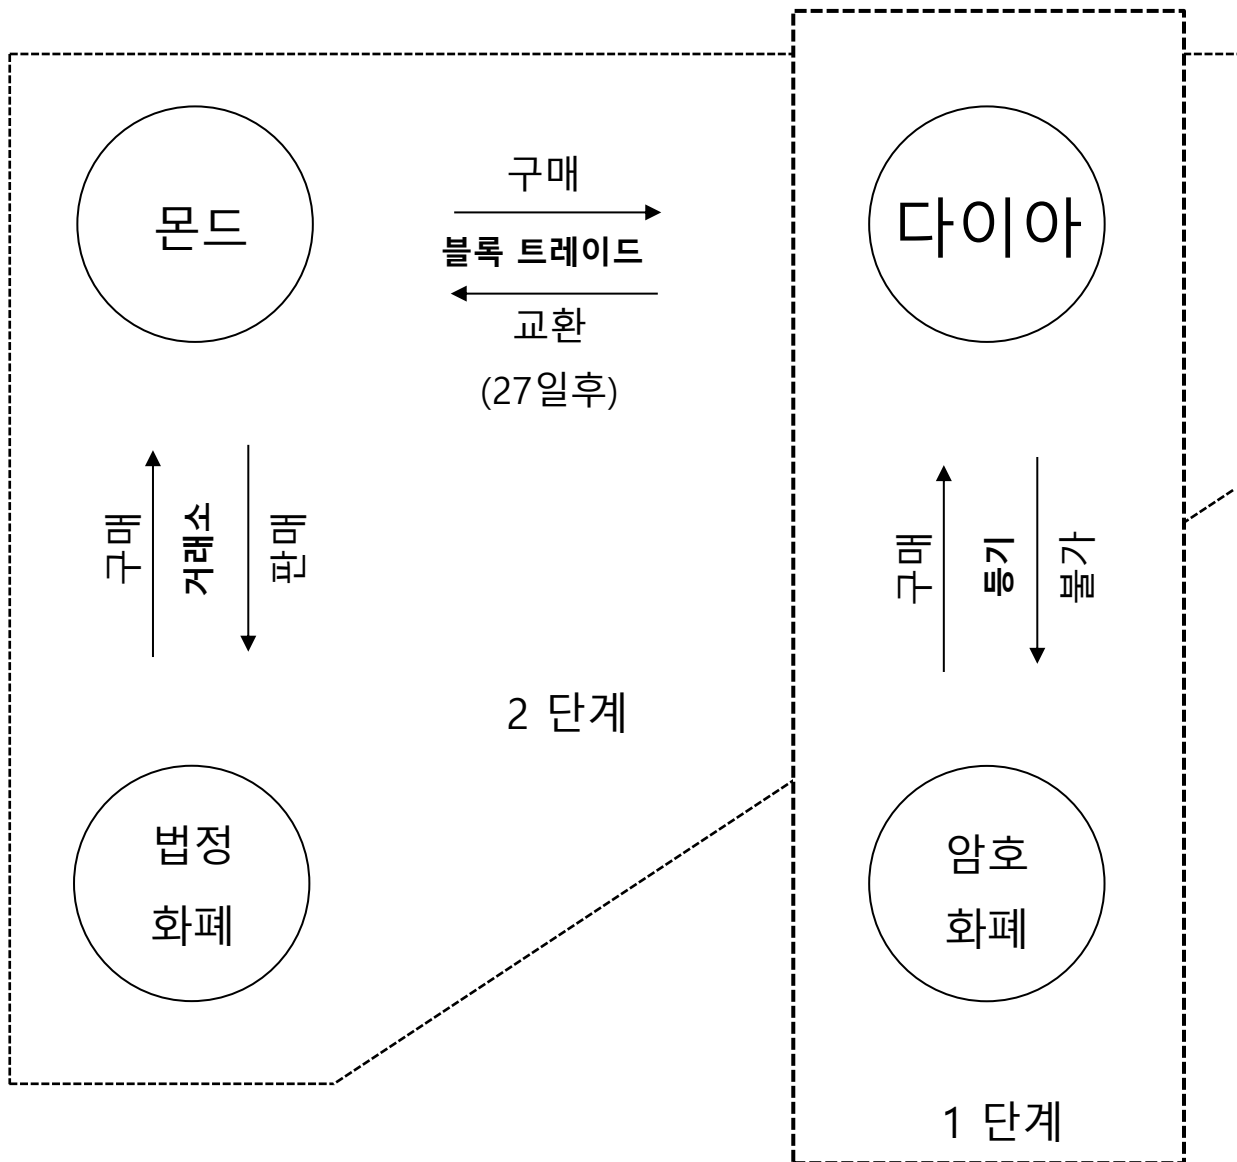 몬드
구매
블록 트레이드
교환
(27일후)
다이아
구매
거래소
판매
구매
등기
불가
2 단계
법정
화폐
암호
화폐
1 단계